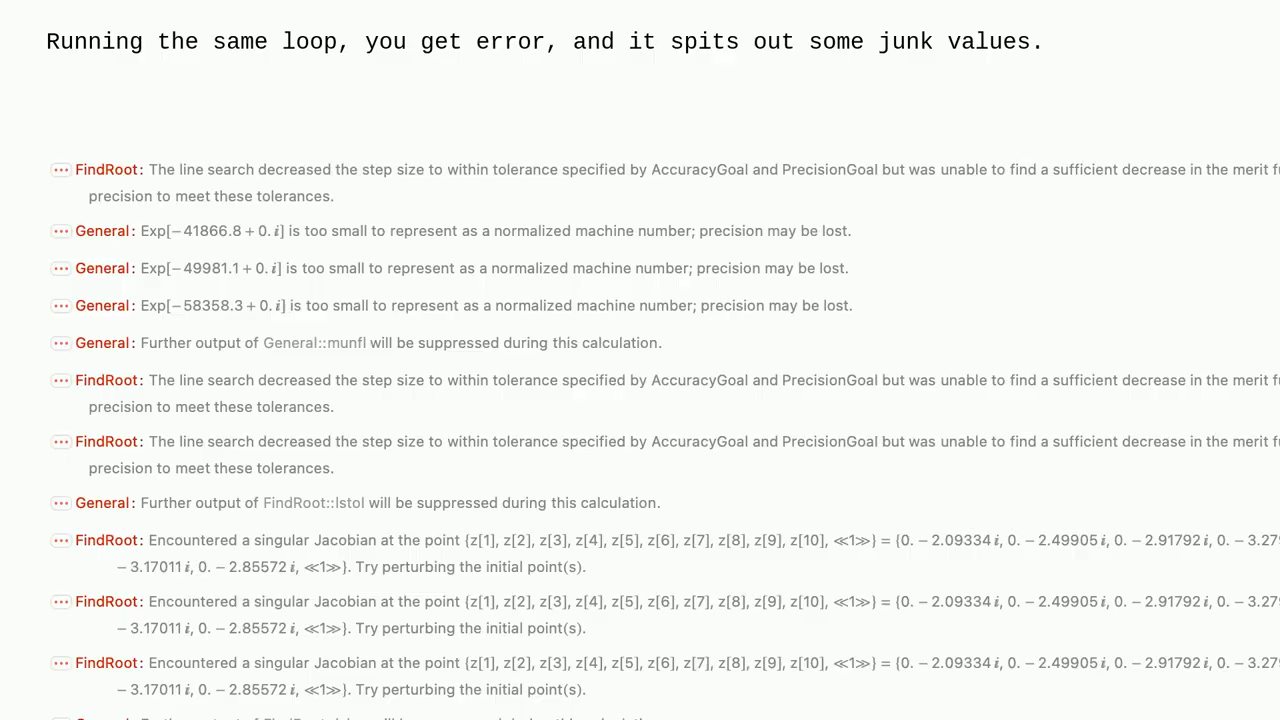 Running the same loop, you get error, and it spits out some junk values.
FindRoot: The line search decreased the step size to within tolerance specified by AccuracyGoal and PrecisionGoal but was unable to find a sufficient decrease in the merit
precision to meet these tolerances.
General: Exp[−41866.8 + 0. i] is too small to represent as a normalized machine number; precision may be lost.
General: Exp[−49981.1 + 0. i] is too small to represent as a normalized machine number; precision may be lost.
General: Exp[−58358.3 + 0. i] is too small to represent as a normalized machine number; precision may be lost.
General: Further output of General::munfl will be suppressed during this calculation.
FindRoot: The line search decreased the step size to within tolerance specified by AccuracyGoal and PrecisionGoal but was unable to find a sufficient decrease in the merit
precision to meet these tolerances.
FindRoot: The line search decreased the step size to within tolerance specified by AccuracyGoal and PrecisionGoal but was unable to find a sufficient decrease in the merit
precision to meet these tolerances.
General: Further output of FindRoot::lstol will be suppressed during this calculation.
FindRoot: Encountered a singular Jacobian at the point {z[1], z[2], z[3], z[4], z[5], z[6], z[7], z[8], z[9], z[10], ≪1≫} = {0. − 2.09334 i, 0. − 2.49905 i, 0. − 2.91792 i, 0. − 3.279
− 3.17011 i, 0. − 2.85572 i, ≪1≫}. Try perturbing the initial point(s).
FindRoot: Encountered a singular Jacobian at the point {z[1], z[2], z[3], z[4], z[5], z[6], z[7], z[8], z[9], z[10], ≪1≫} = {0. − 2.09334 i, 0. − 2.49905 i, 0. − 2.91792 i, 0. − 3.279
− 3.17011 i, 0. − 2.85572 i, ≪1≫}. Try perturbing the initial point(s).
FindRoot: Encountered a singular Jacobian at the point {z[1], z[2], z[3], z[4], z[5], z[6], z[7], z[8], z[9], z[10], ≪1≫} = {0. − 2.09334 i, 0. − 2.49905 i, 0. − 2.91792 i, 0. − 3.279
− 3.17011 i, 0. − 2.85572 i, ≪1≫}. Try perturbing the initial point(s).